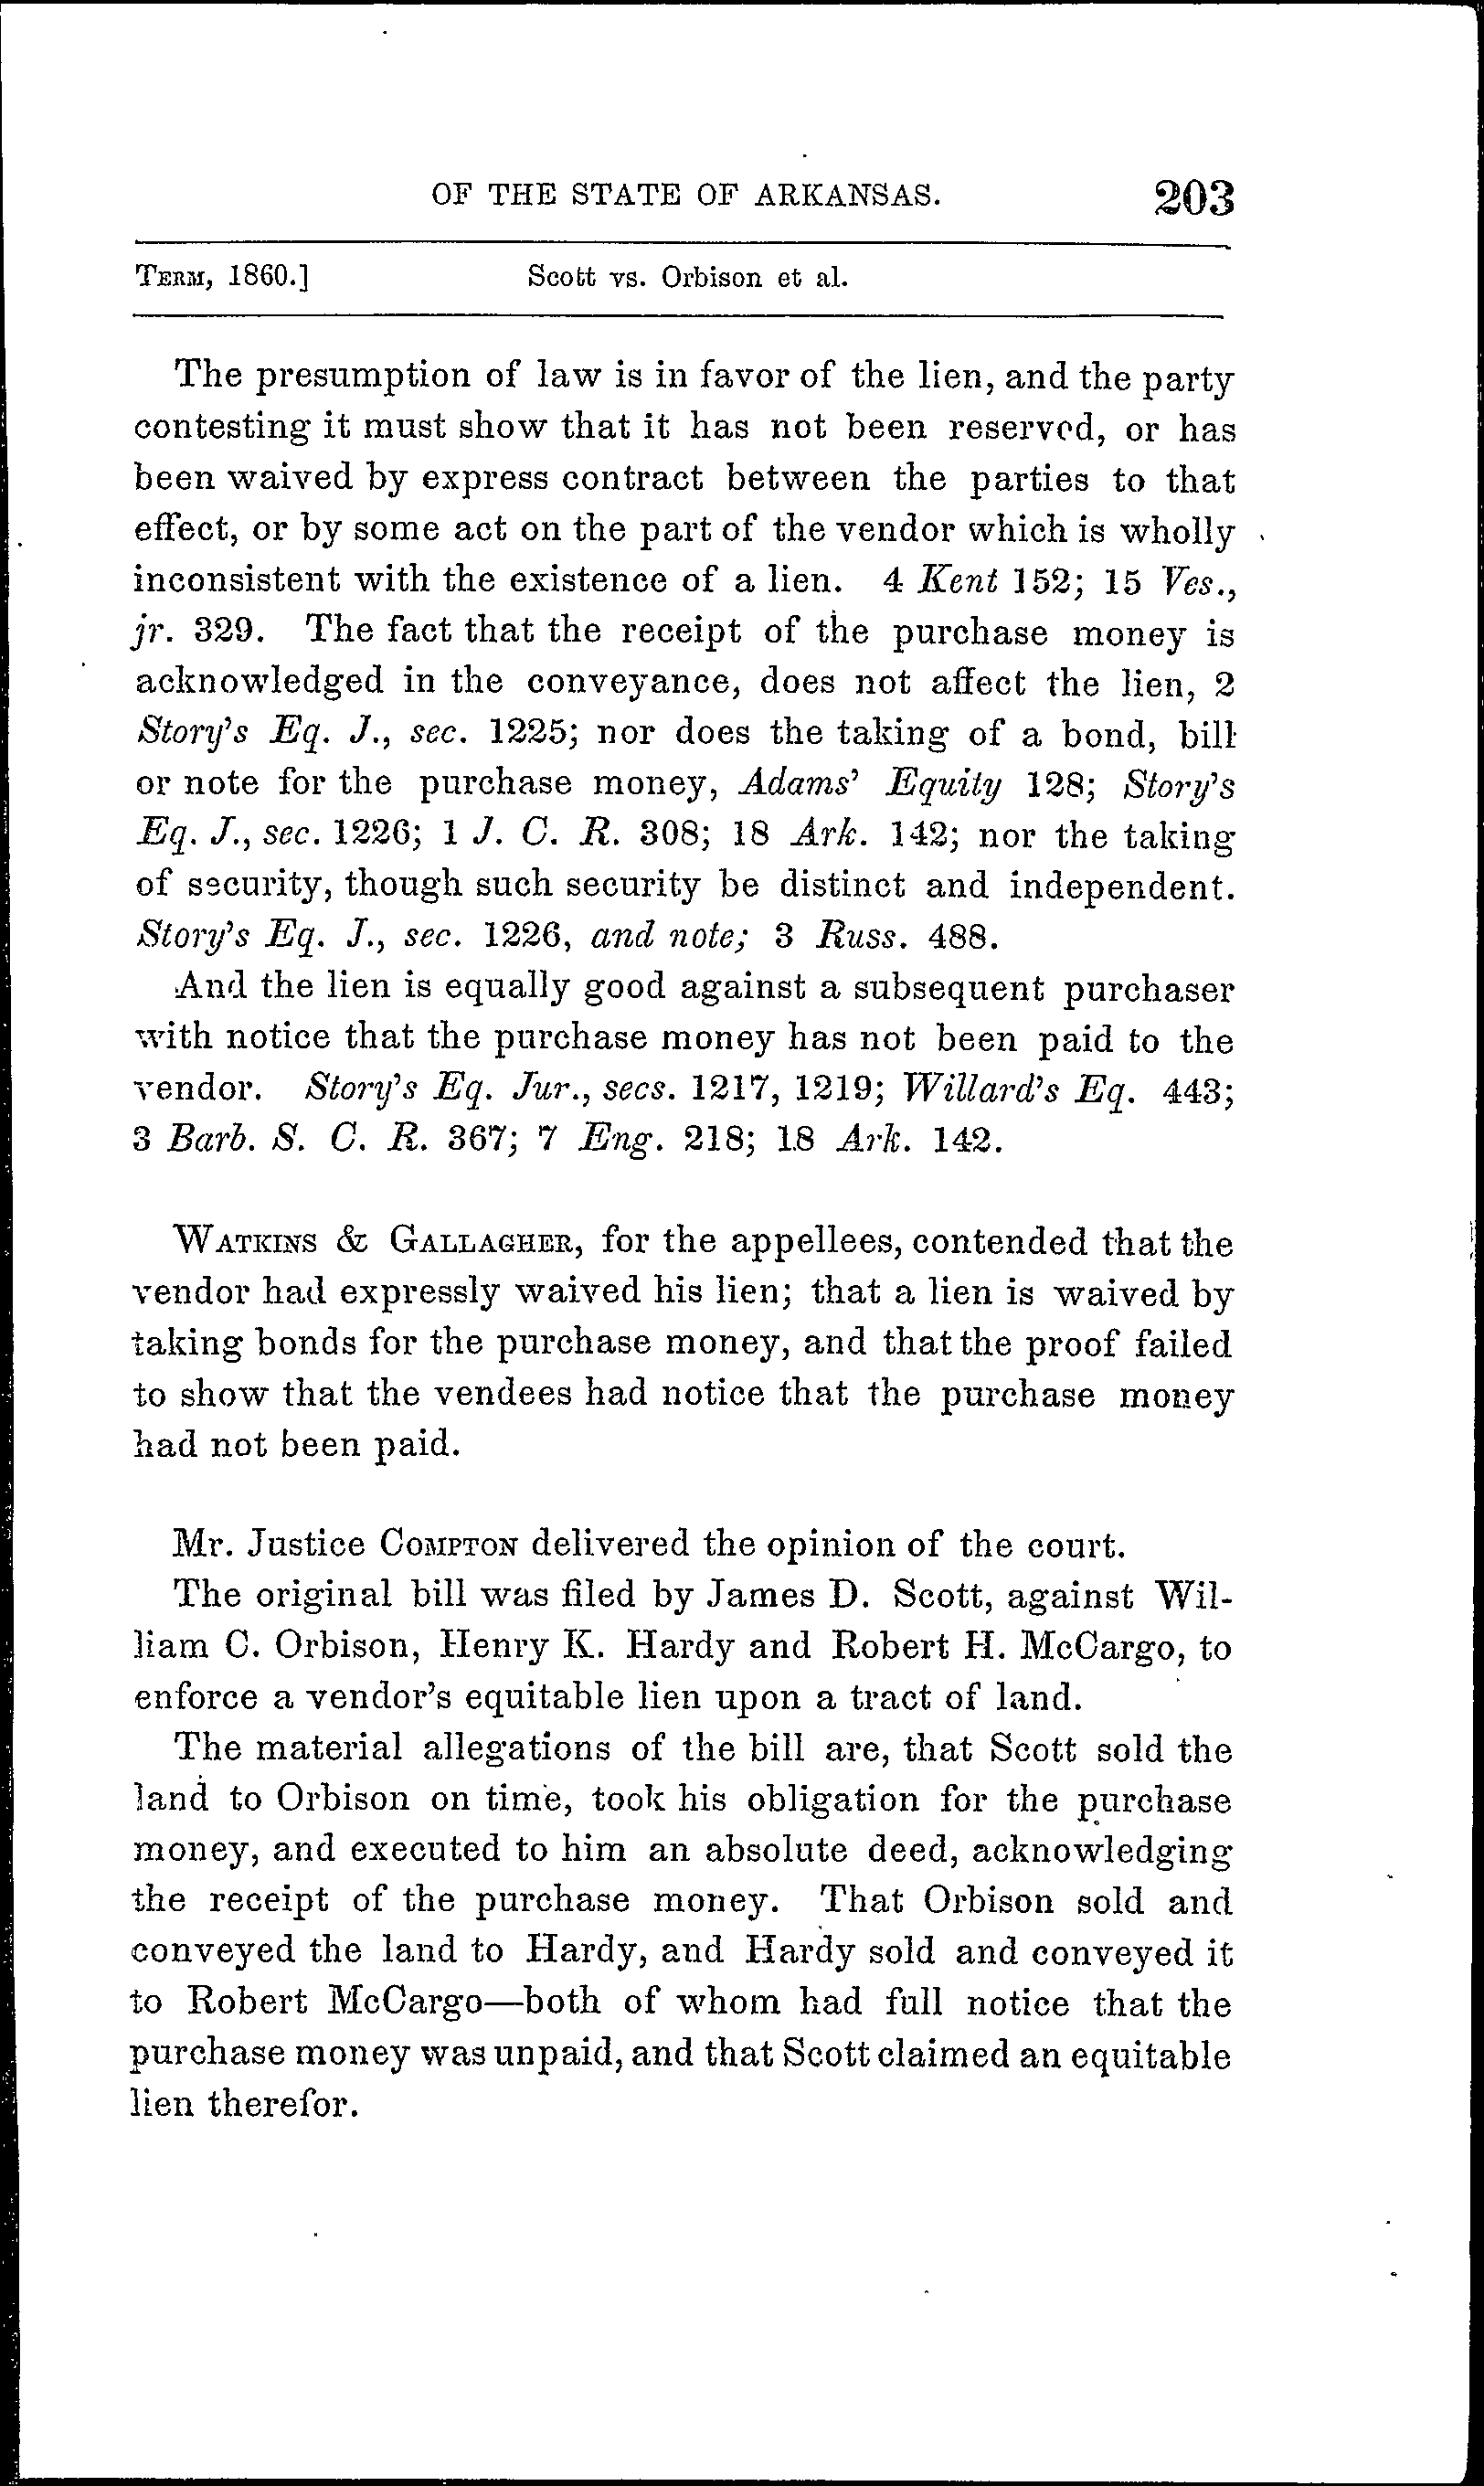 OF THE STATE OF ARKANSAS. 203
TERM, 1860.] Scott vs. Orbison et al.
The presumption of law is in favor of the lien, and the party
contesting it must show that it has not been reserved, or has
been waived by express contract between the parties to that
effect, or by some act on the part of the vendor which is wholly
inconsistent with the existence of a lien. 4 Kent 152; 15 Ves.,
jr. 329. The fact that the receipt of the purchase money is
acknowledged in the conveyance, does not affect the lien, 2
Story's Eq. J., sec. 1225; nor does the taking of a bond, bill
or note for the purchase money, Adams' Equity 128; Story's
Eq. J., sec. 1226; 1 J. C. R. 308; 18 Ark. 142; nor the taking
of security, though such security be distinct and independent.
Story's Eq. J., sec. 1226, and note; 3 Russ. 488.
And the lien is equally good against a subsequent purchaser
with notice that the purchase money has not been paid to the
vendor. Story's Eq. Jur., secs. 1217, 1219; Willard's Eq. 443;
3 Barb. S. C. R. 367; 7 Eng. 218; 18 Ark. 142.
WATKINS & GALLAGHER, for the appellees, contended that the
vendor had expressly waived his lien; that a lien is waived by
taking bonds for the purchase money, and that the proof failed
to show that the vendees had notice that the purchase money
had not been paid.
Mr. Justice COMPTON delivered the opinion of the court.
The original bill was filed by James D. Scott, against Wil-
liam C. Orbison, Henry K. Hardy and Robert H. McCargo, to
enforce a vendor's equitable lien upon a tract of land.
The material allegations of the bill are, that Scott sold the
land to Orbison on time, took his obligation for the purchase
money, and executed to him an absolute deed, acknowledging
the receipt of the purchase money. That Orbison sold and
conveyed the land to Hardy, and Hardy sold and conveyed it
to Robert McCargo—both of whom had full notice that the
purchase money was unpaid, and that Scott claimed an equitable
lien therefor.